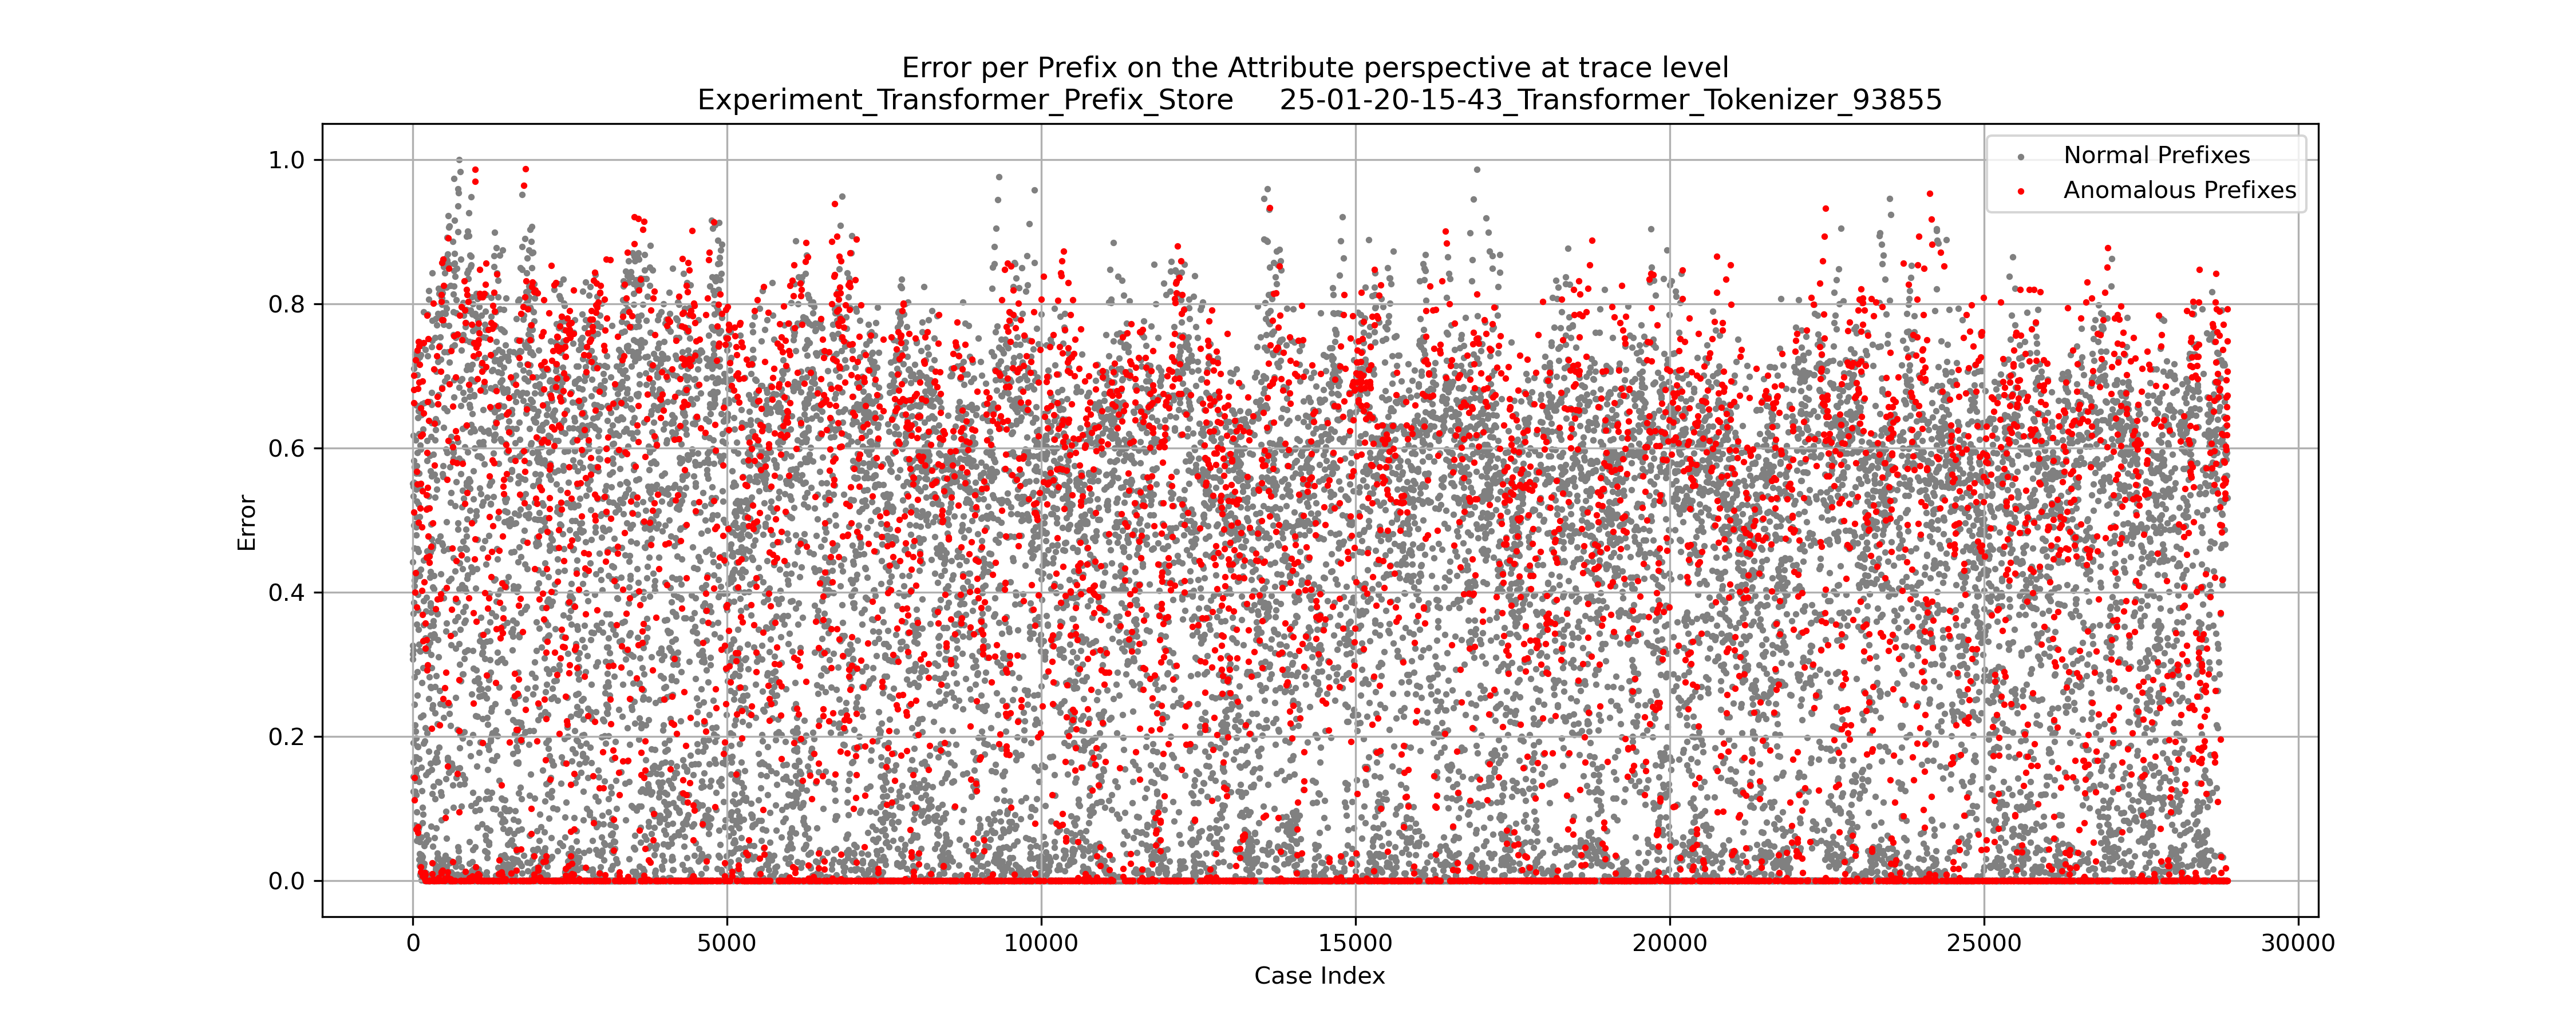 Error per Prefix on the Attribute perspective at trace level
Experiment_Transformer_Prefix_Store 25-01-20-15-43_Transformer_Tokenizer_93855
Normal Prefixes
Anomalous Prefixes
Error
1.0
0.8
0.6
0.4
0.2
0.0
0 5000 10000 15000 20000 25000 30000
Case Index